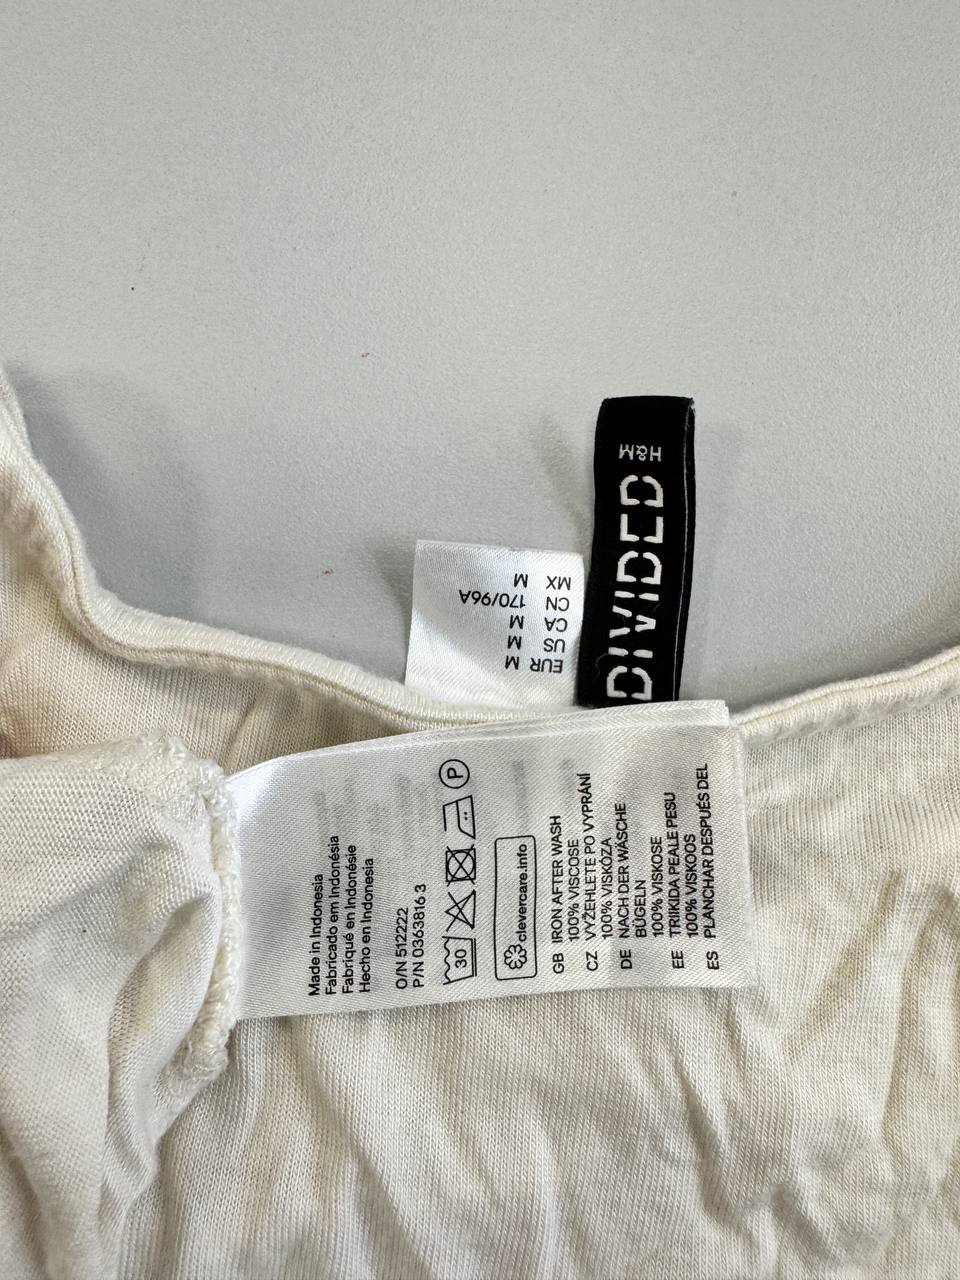 DIVIDED
H&M
EUR M
US M
CA M
CN 170/96A
MX M
Made in Indonesia
Fabricado em Indonésia
Fabriqué en Indonésie
Hecho en Indonesia
O/N 512222
P/N 0363816 3
30
P
clevercare.info
GB IRON AFTER WASH
100% VISCOSE
CZ VYŽEHLETE PO VYPRÁNÍ
100% VISKÓZA
DE NACH DER WÄSCHE
BÜGELN
100% VISKOSE
EE TRIIKIDA PEALE PESU
100% VISKOOS
ES PLANCHAR DESPUÉS DEL